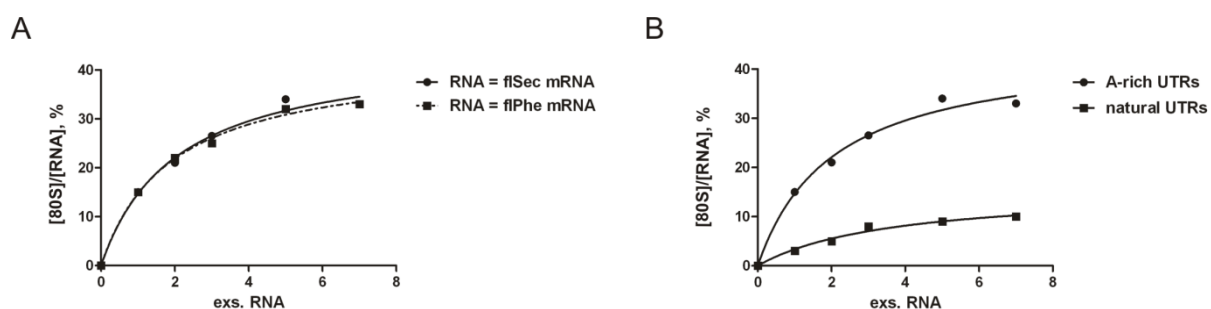 A
[80S]/[RNA], %
40
30
20
10
0
0 2 4 6 8
exs. RNA
RNA = flSec mRNA
RNA = flPhe mRNA
B
[80S]/[RNA], %
40
30
20
10
0
0 2 4 6 8
exs. RNA
A-rich UTRs
natural UTRs